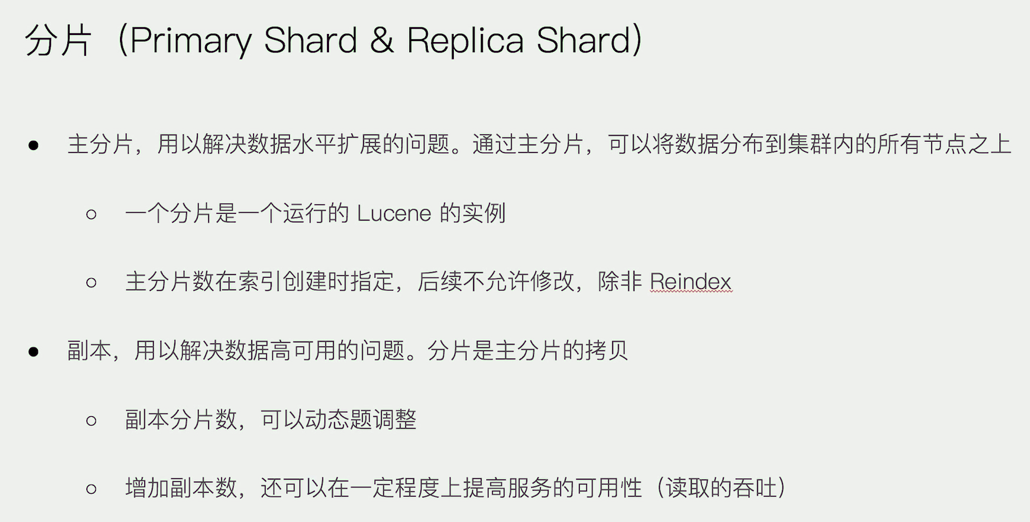 分片（Primary Shard & Replica Shard）
● 主分片，用以解决数据水平扩展的问题。通过主分片，可以将数据分布到集群内的所有节点之上
○ 一个分片是一个运行的 Lucene 的实例
○ 主分片数在索引创建时指定，后续不允许修改，除非 Reindex
● 副本，用以解决数据高可用的问题。分片是主分片的拷贝
○ 副本分片数，可以动态题调整
○ 增加副本数，还可以在一定程度上提高服务的可用性（读取的吞吐）